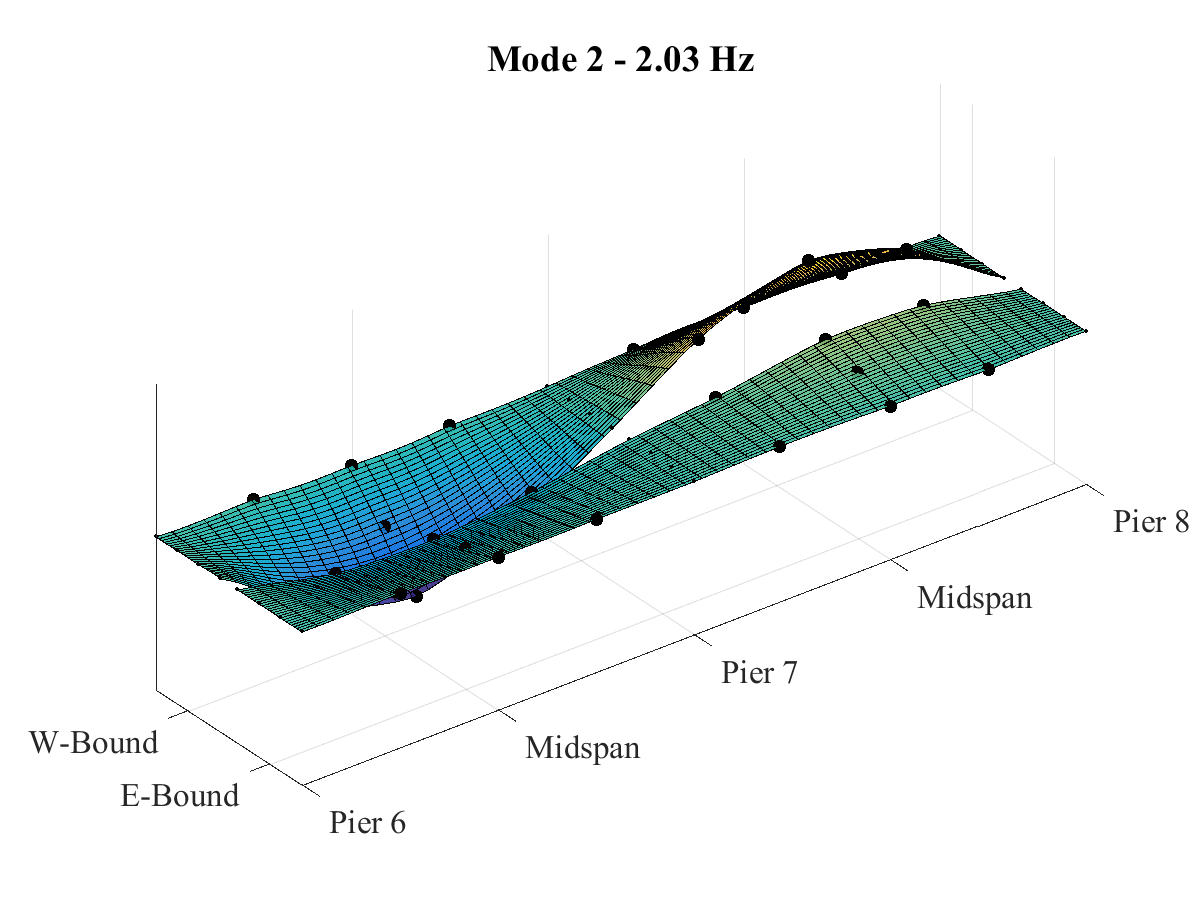 Mode 2 - 2.03 Hz
Pier 8
Midspan
Pier 7
W-Bound
Midspan
E-Bound
Pier 6